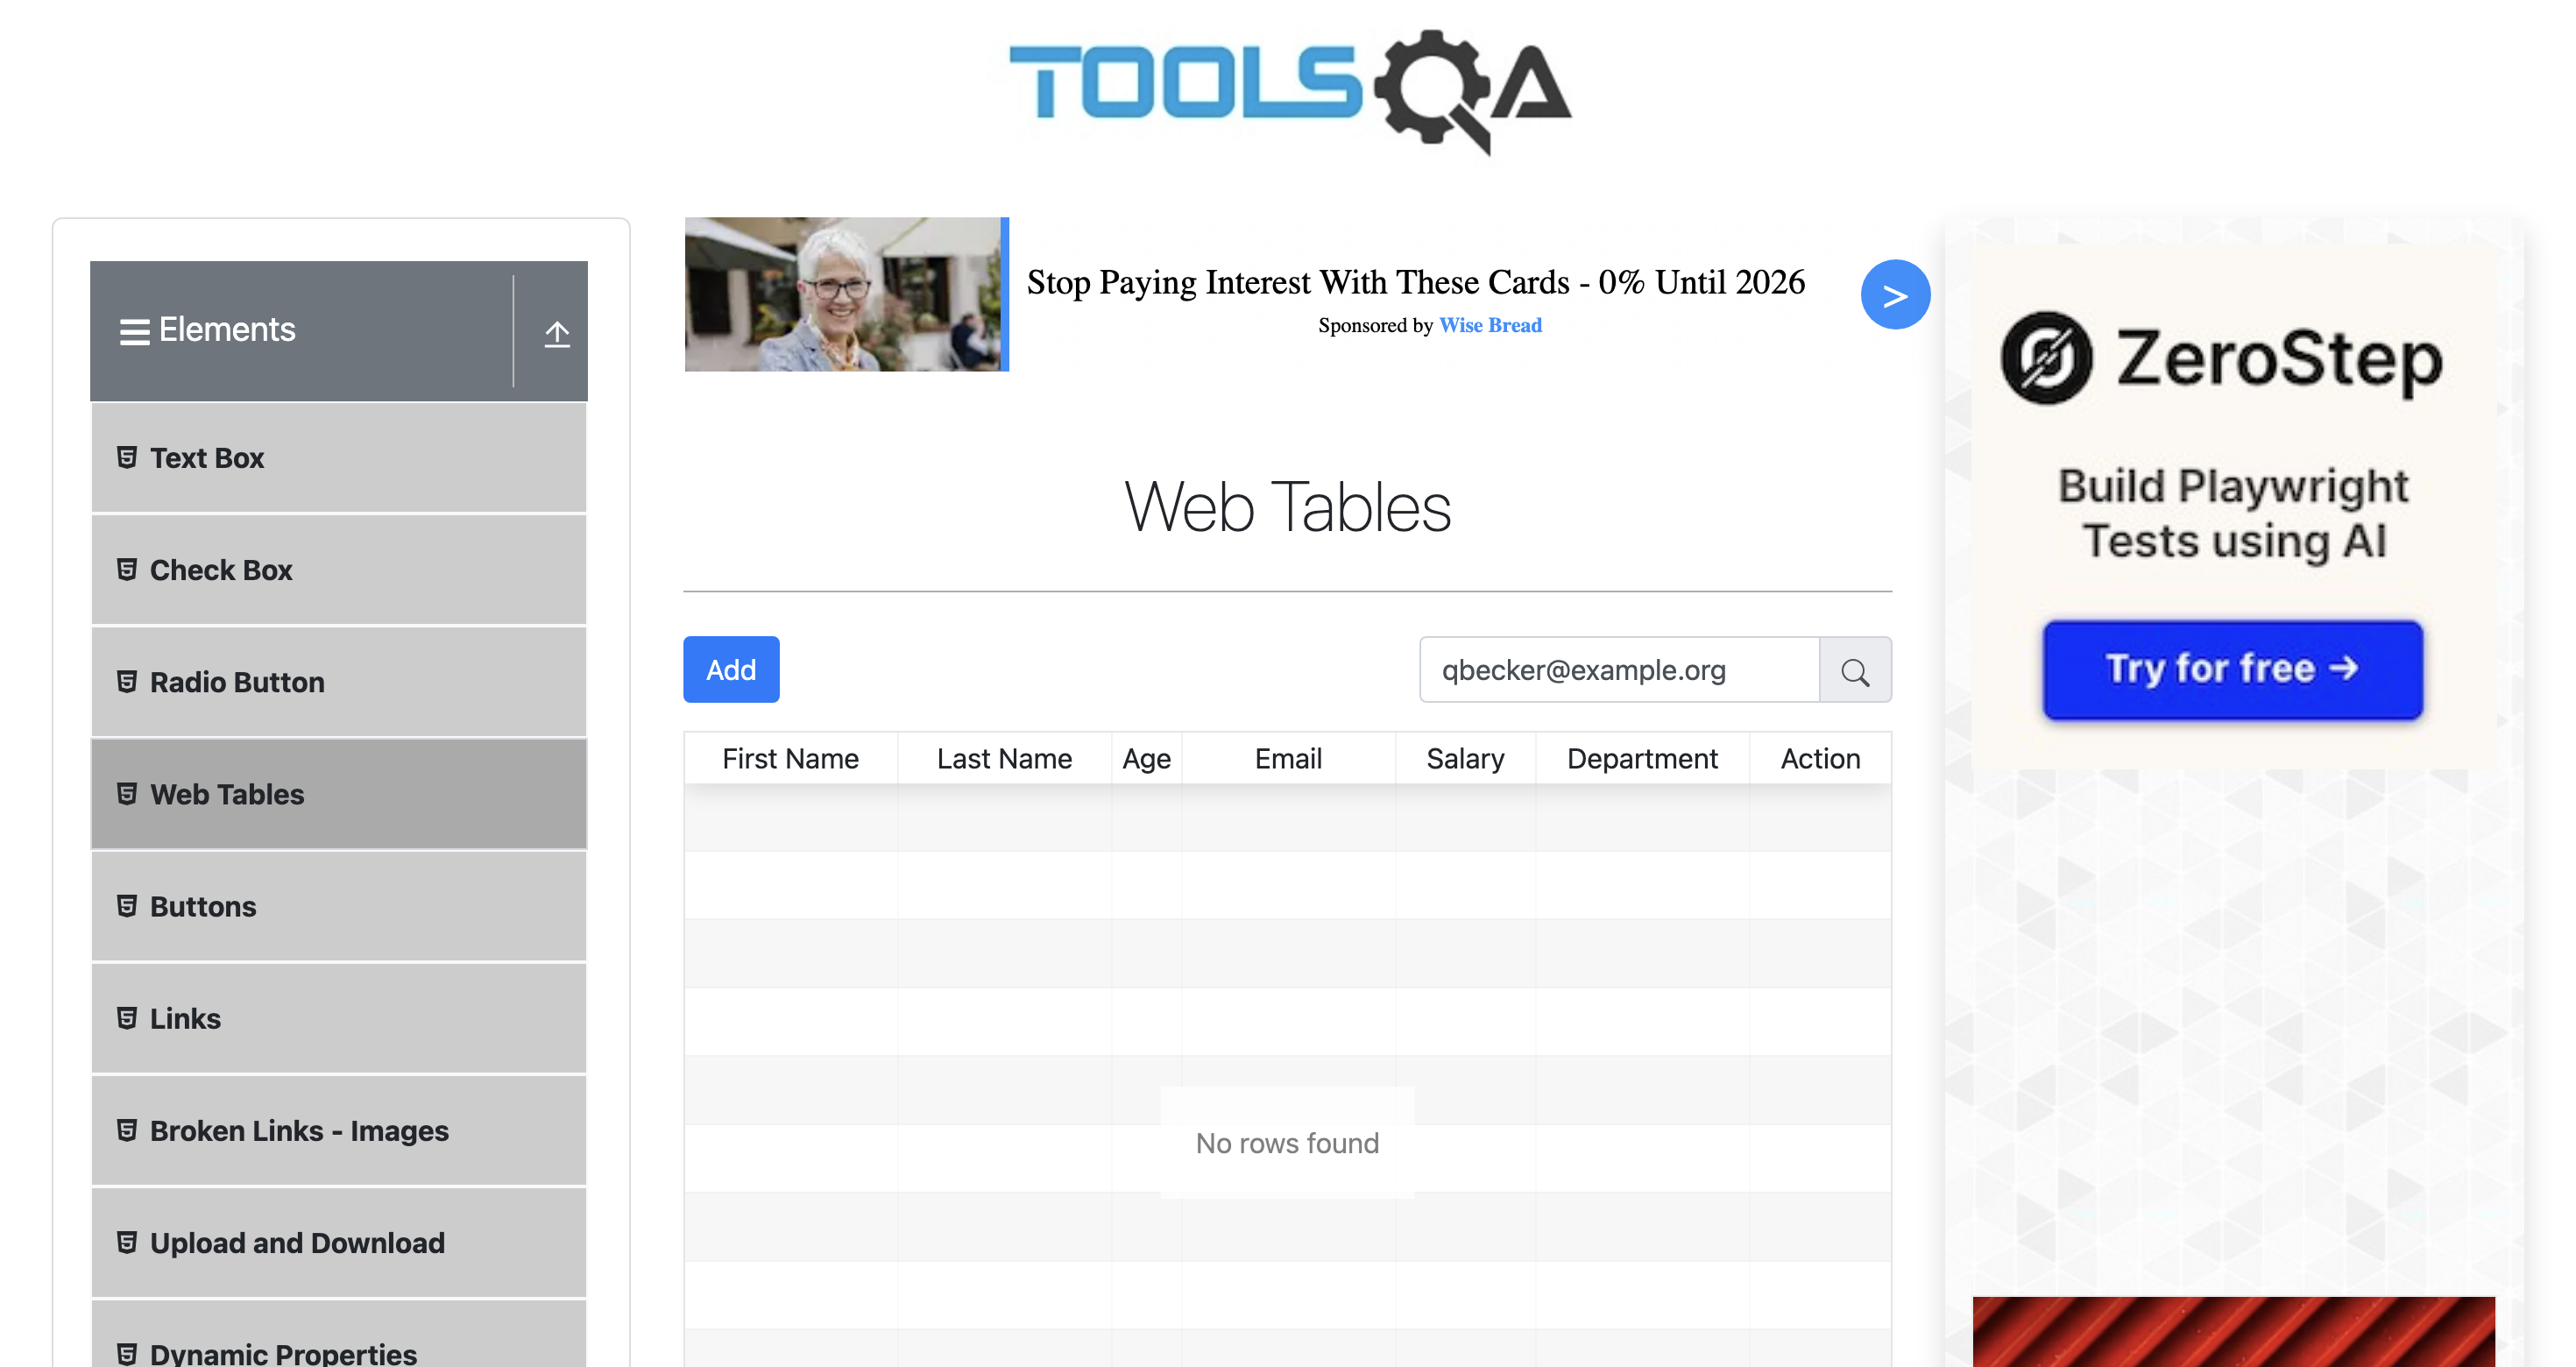 TOOLSQA
Elements
Text Box
Check Box
Radio Button
Web Tables
Buttons
Links
Broken Links - Images
Upload and Download
Dynamic Properties
Stop Paying Interest With These Cards - 0% Until 2026
Sponsored by Wise Bread
>
Web Tables
Add
qbecker@example.org
First Name Last Name Age Email Salary Department Action
No rows found
ZeroStep
Build Playwright
Tests using AI
Try for free →